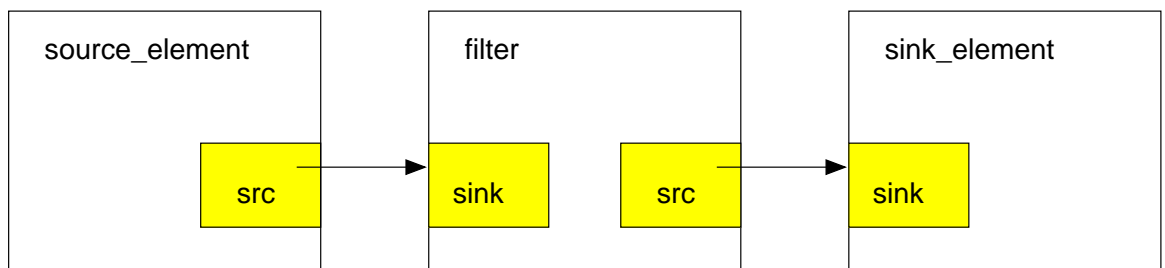 source_element
filter
sink_element
src
sink
src
sink